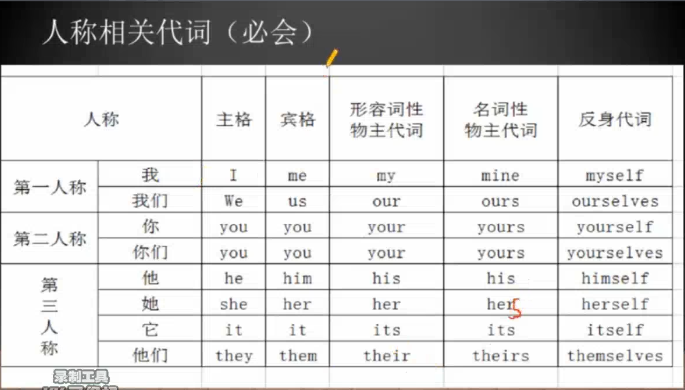 人称相关代词（必会）
人称 主格 宾格 形容词性物主代词 名词性物主代词 反身代词
第一人称 我 I me my mine myself
我们 We us our ours ourselves
第二人称 你 you you your yours yourself
你们 you you your yours yourselves
第三人称 他 he him his his himself
她 she her her hers herself
它 it it its its itself
他们 they them their theirs themselves
录制工具